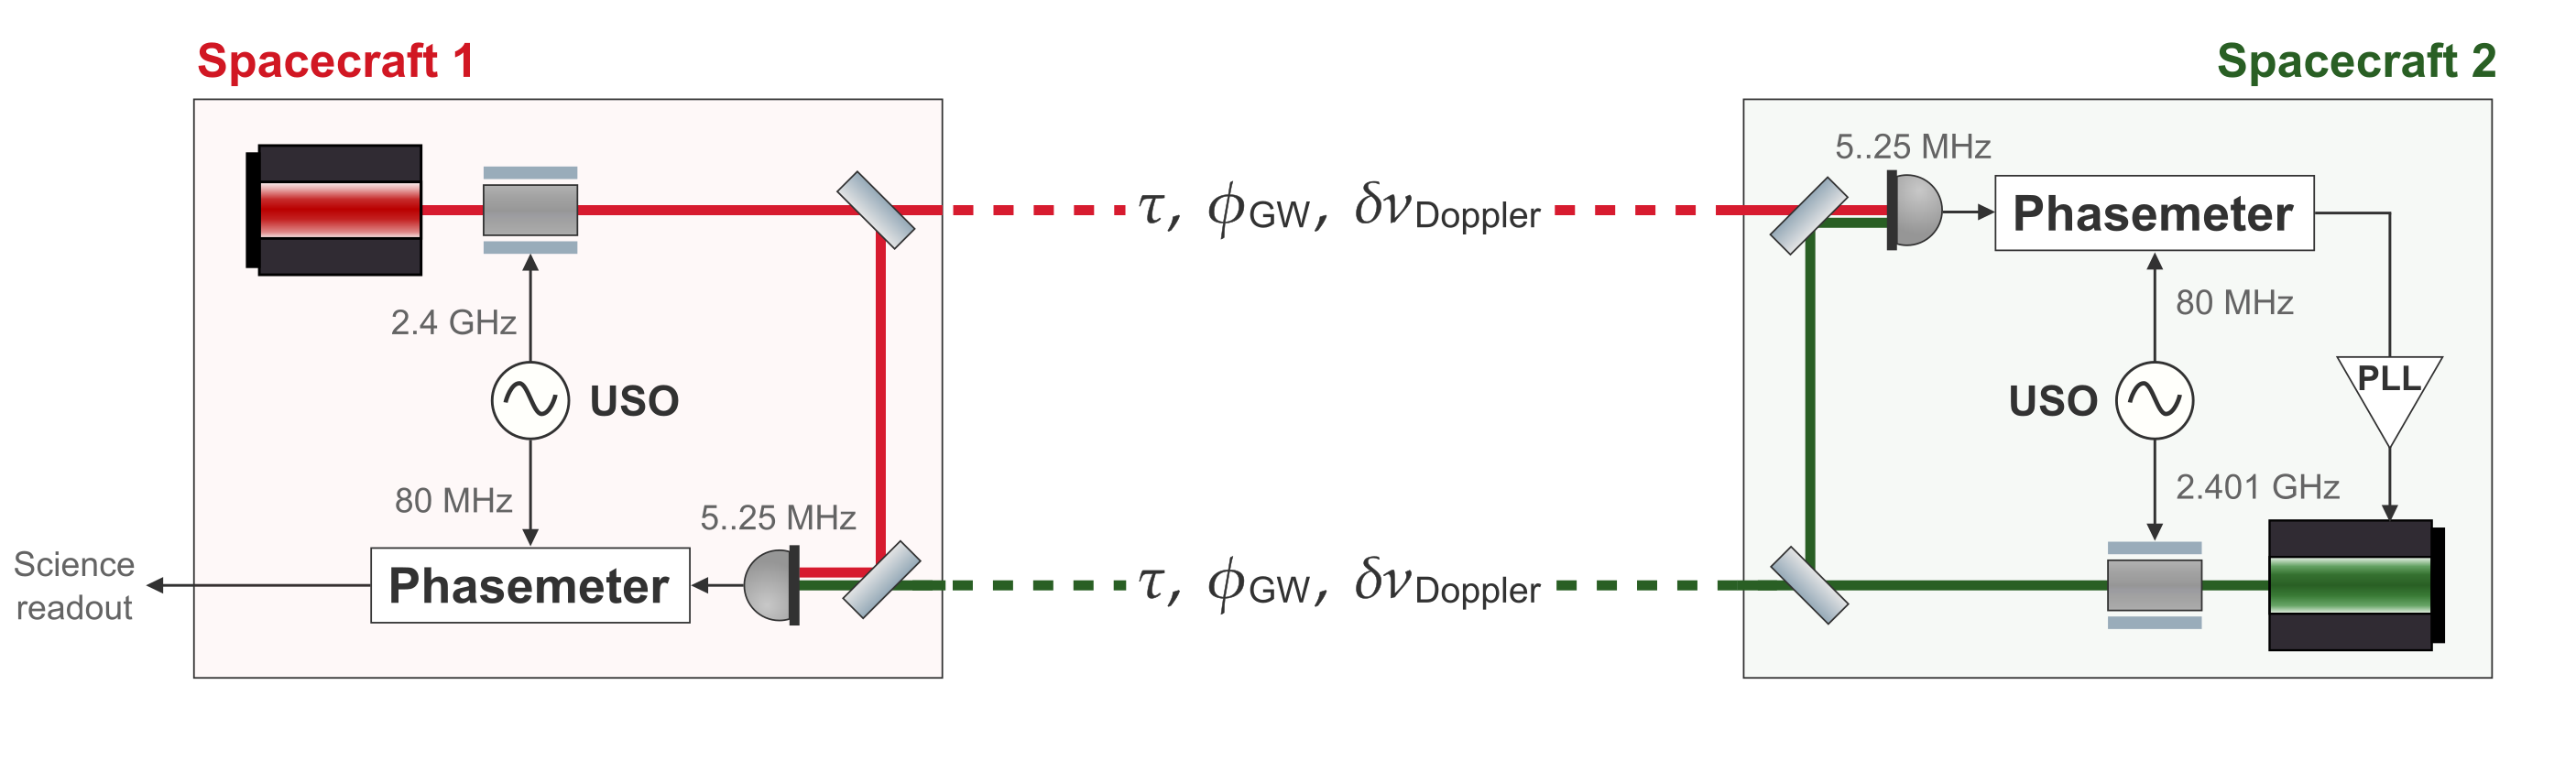 Spacecraft 1
Spacecraft 2
5..25 MHz
τ, ϕGW, δνDoppler
Phasemeter
2.4 GHz
80 MHz
USO
USO
PLL
80 MHz
5..25 MHz
2.401 GHz
Science
readout
Phasemeter
τ, ϕGW, δνDoppler